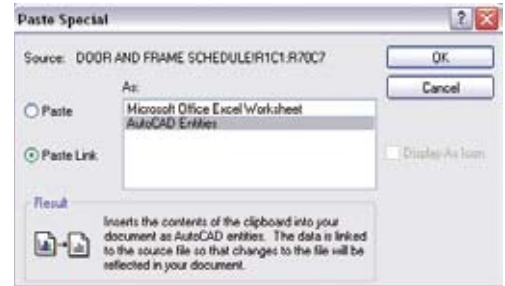 Paste Special
Source: DOOR AND FRAME SCHEDULE!R1C1:R70C7
OK
Cancel
As:
Paste
Microsoft Office Excel Worksheet
AutoCAD Entities
Paste Link
Display As Icon
Result
Inserts the contents of the clipboard into your
document as AutoCAD entities. The data is linked
to the source file so that changes to the file will be
reflected in your document.